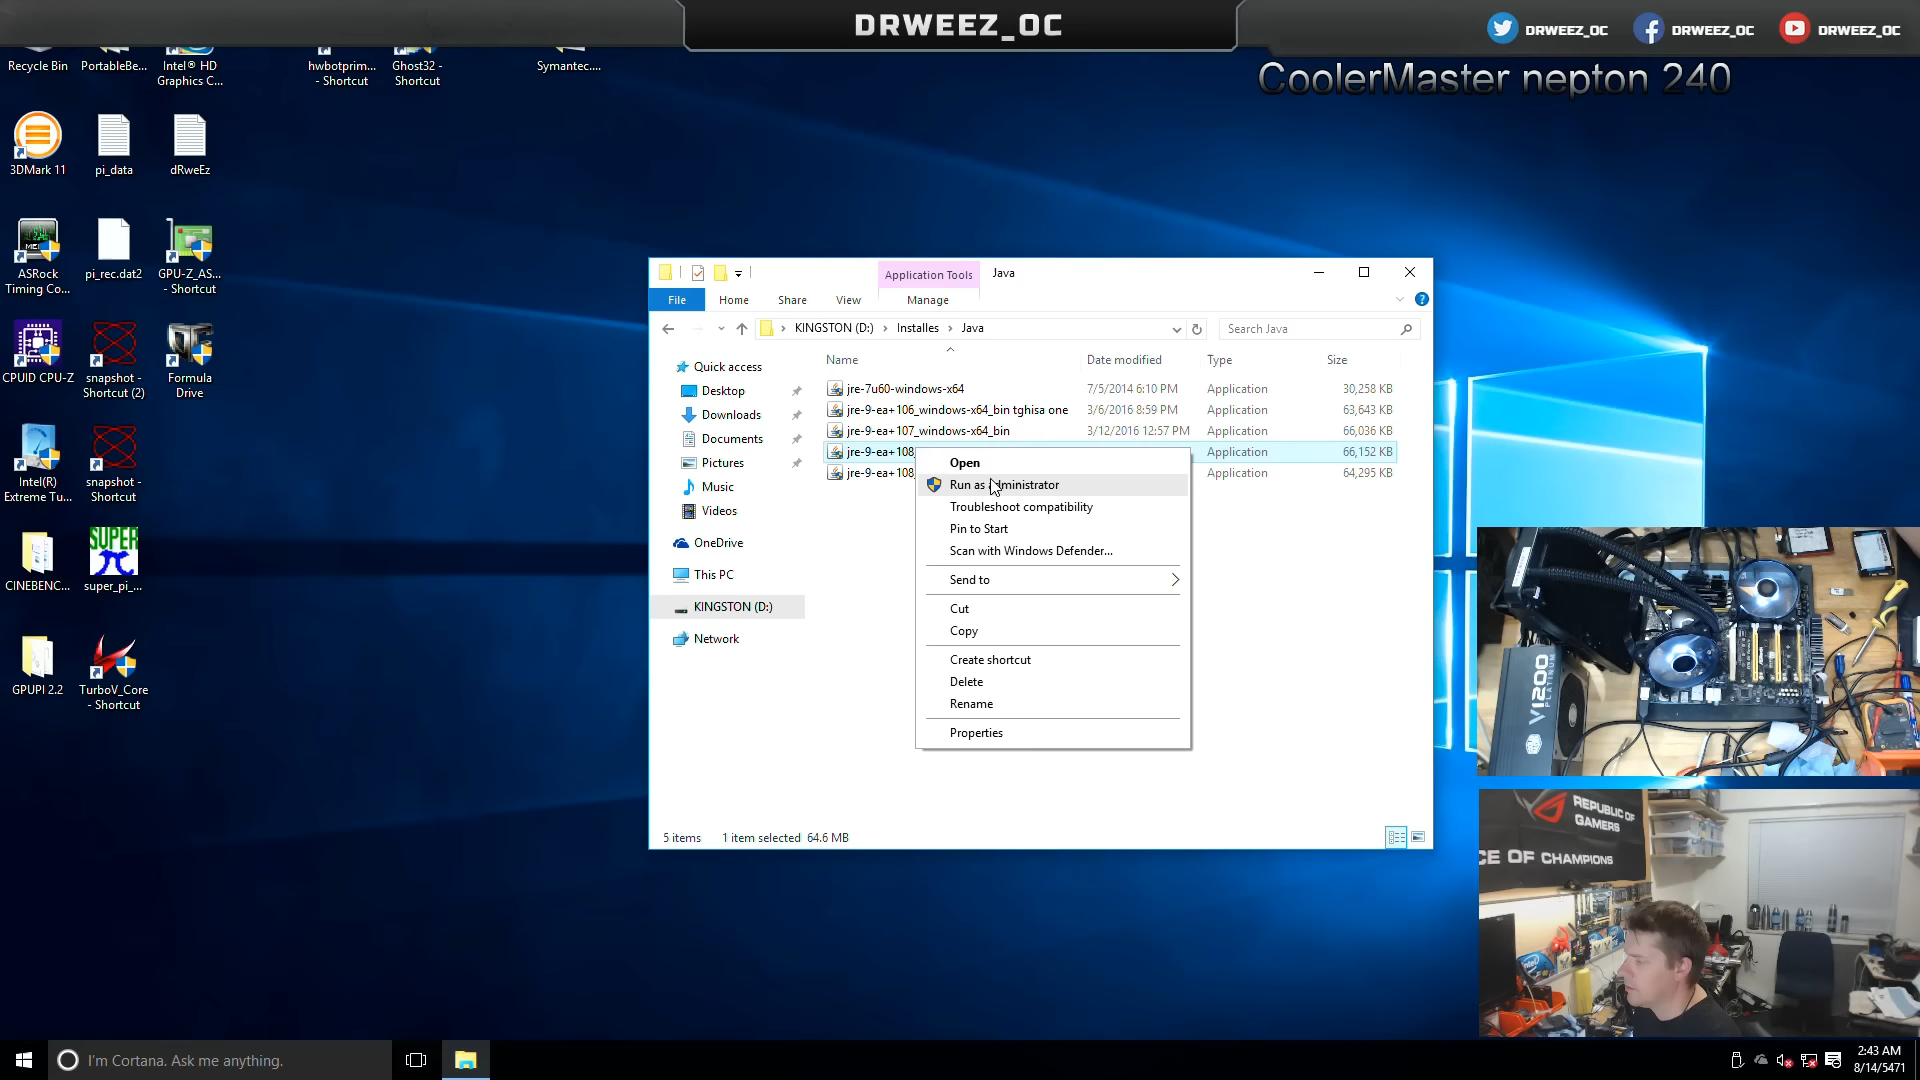 DRWEEZ_OC
DRWEEZ_OC
DRWEEZ_OC
DRWEEZ_OC
CoolerMaster nepton 240
Recycle Bin
PortableBe...
Intel® HD
Graphics C...
hwbotprim...
- Shortcut
Ghost32 -
Shortcut
Symantec....
3DMark 11
pi_data
dRweEz
ASRock
Timing Co...
pi_rec.dat2
GPU-Z_AS...
- Shortcut
CPUID CPU-Z
snapshot -
Shortcut (2)
Formula
Drive
Intel(R)
Extreme Tu...
snapshot -
Shortcut
CINEBENC...
SUPER
super_pi_...
GPUPI 2.2
TurboV_Core
- Shortcut
Application Tools
Java
File
Home
Share
View
Manage
KINGSTON (D:)
Installes
Java
Search Java
Name
Date modified
Type
Size
Quick access
Desktop
Downloads
Documents
Pictures
Music
Videos
OneDrive
This PC
KINGSTON (D:)
Network
jre-7u60-windows-x64 7/5/2014 6:10 PM Application 30,258 KB
jre-9-ea+106_windows-x64_bin tghisa one 3/6/2016 8:59 PM Application 63,643 KB
jre-9-ea+107_windows-x64_bin 3/12/2016 12:57 PM Application 66,036 KB
jre-9-ea+108 Application 66,152 KB
jre-9-ea+108 Application 64,295 KB
Open
Run as administrator
Troubleshoot compatibility
Pin to Start
Scan with Windows Defender...
Send to
Cut
Copy
Create shortcut
Delete
Rename
Properties
5 items
1 item selected 64.6 MB
V1200
PLATINUM
REPUBLIC OF
GAMERS
CE OF CHAMPIONS
I'm Cortana. Ask me anything.
2:43 AM
8/14/5471